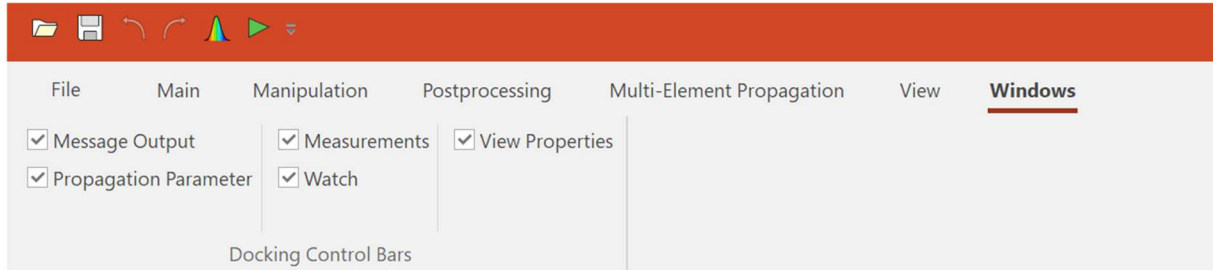 File Main Manipulation Postprocessing Multi-Element Propagation View Windows
Message Output Measurements View Properties
Propagation Parameter Watch
Docking Control Bars